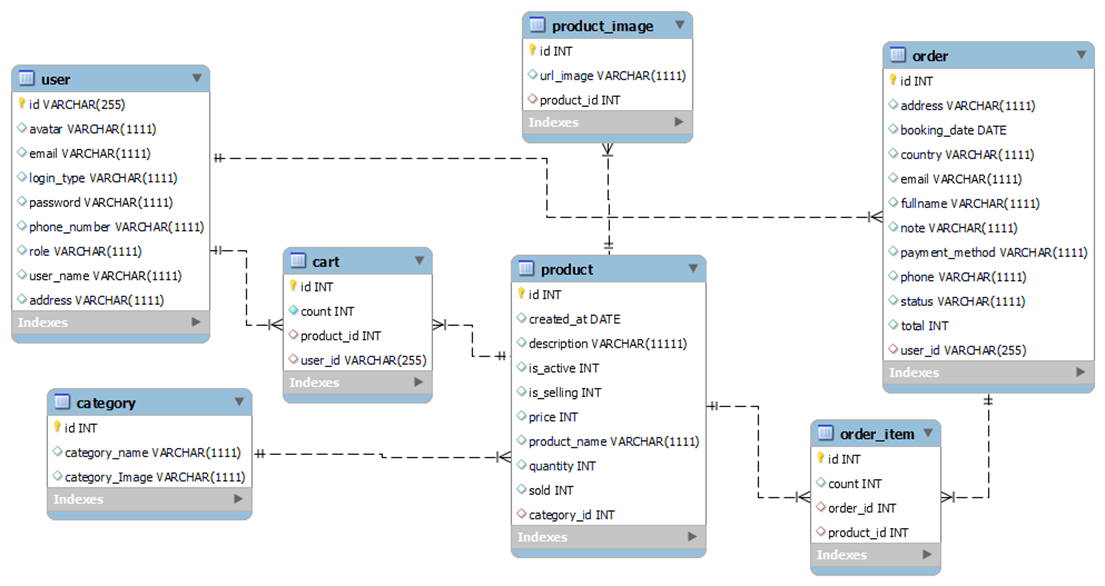 product_image
id INT
url_image VARCHAR(1111)
product_id INT
Indexes
order
id INT
address VARCHAR(1111)
booking_date DATE
country VARCHAR(1111)
email VARCHAR(1111)
fullname VARCHAR(1111)
note VARCHAR(1111)
payment_method VARCHAR(1111)
phone VARCHAR(1111)
status VARCHAR(1111)
total INT
user_id VARCHAR(255)
Indexes
user
id VARCHAR(255)
avatar VARCHAR(1111)
email VARCHAR(1111)
login_type VARCHAR(1111)
password VARCHAR(1111)
phone_number VARCHAR(1111)
role VARCHAR(1111)
user_name VARCHAR(1111)
address VARCHAR(1111)
Indexes
cart
id INT
count INT
product_id INT
user_id VARCHAR(255)
Indexes
product
id INT
created_at DATE
description VARCHAR(11111)
is_active INT
is_selling INT
price INT
product_name VARCHAR(1111)
quantity INT
sold INT
category_id INT
Indexes
category
id INT
category_name VARCHAR(1111)
category_Image VARCHAR(1111)
Indexes
order_item
id INT
count INT
order_id INT
product_id INT
Indexes